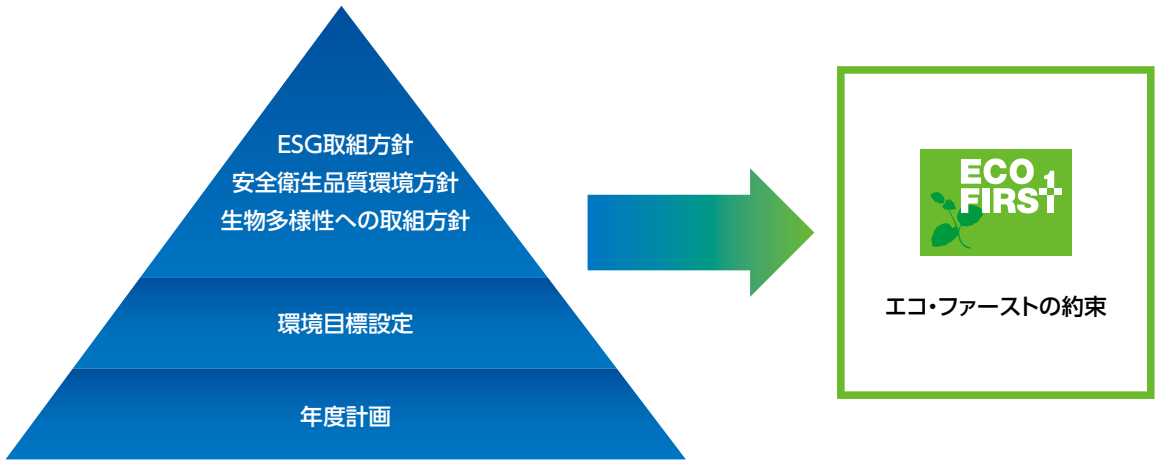 ESG取組方針
安全衛生品質環境方針
生物多様性への取組方針
環境目標設定
年度計画
ECO
FIRST
エコ・ファーストの約束